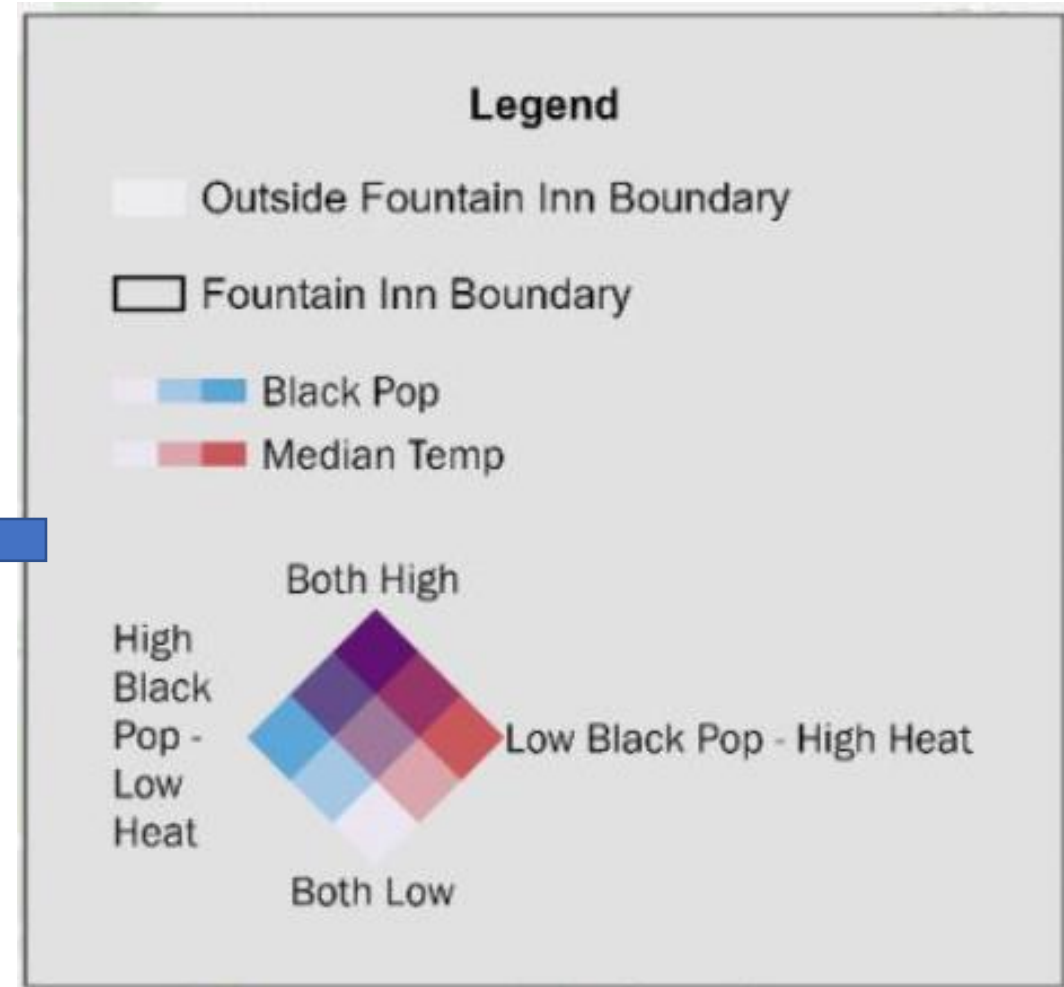 Legend
Outside Fountain Inn Boundary
Fountain Inn Boundary
Black Pop
Median Temp
Both High
High
Black
Pop -
Low
Heat
Low Black Pop - High Heat
Both Low